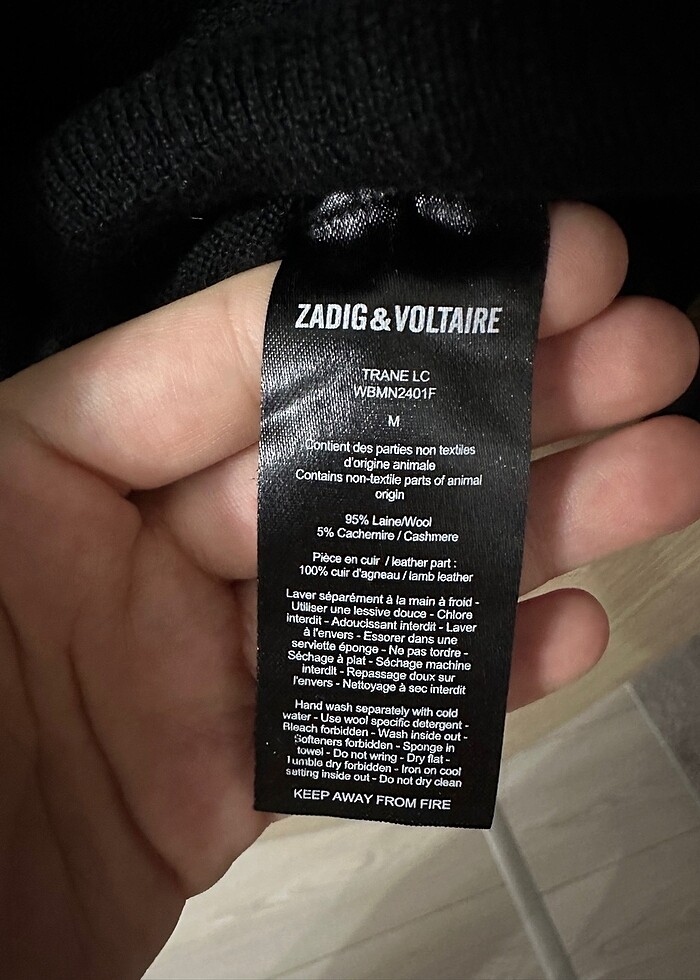 ZADIG&VOLTAIRE
TRANE LC
WBMN2401F
M
Contient des parties non textiles
d'origine animale
Contains non-textile parts of animal
origin
95% Laine/Wool
5% Cachemire / Cashmere
Pièce en cuir / leather part :
100% cuir d'agneau / lamb leather
Laver séparément à la main à froid -
Utiliser une lessive douce - Chlore
interdit - Adoucissant interdit - Laver
à l'envers - Essorer dans une
serviette éponge - Ne pas tordre -
Séchage à plat - Séchage machine
interdit - Repassage doux sur
l'envers - Nettoyage à sec interdit
Hand wash separately with cold
water - Use wool specific detergent -
Bleach forbidden - Wash inside out -
Softeners forbidden - Sponge in
towel - Do not wring - Dry flat -
Tumble dry forbidden - Iron on cool
setting inside out - Do not dry clean
KEEP AWAY FROM FIRE